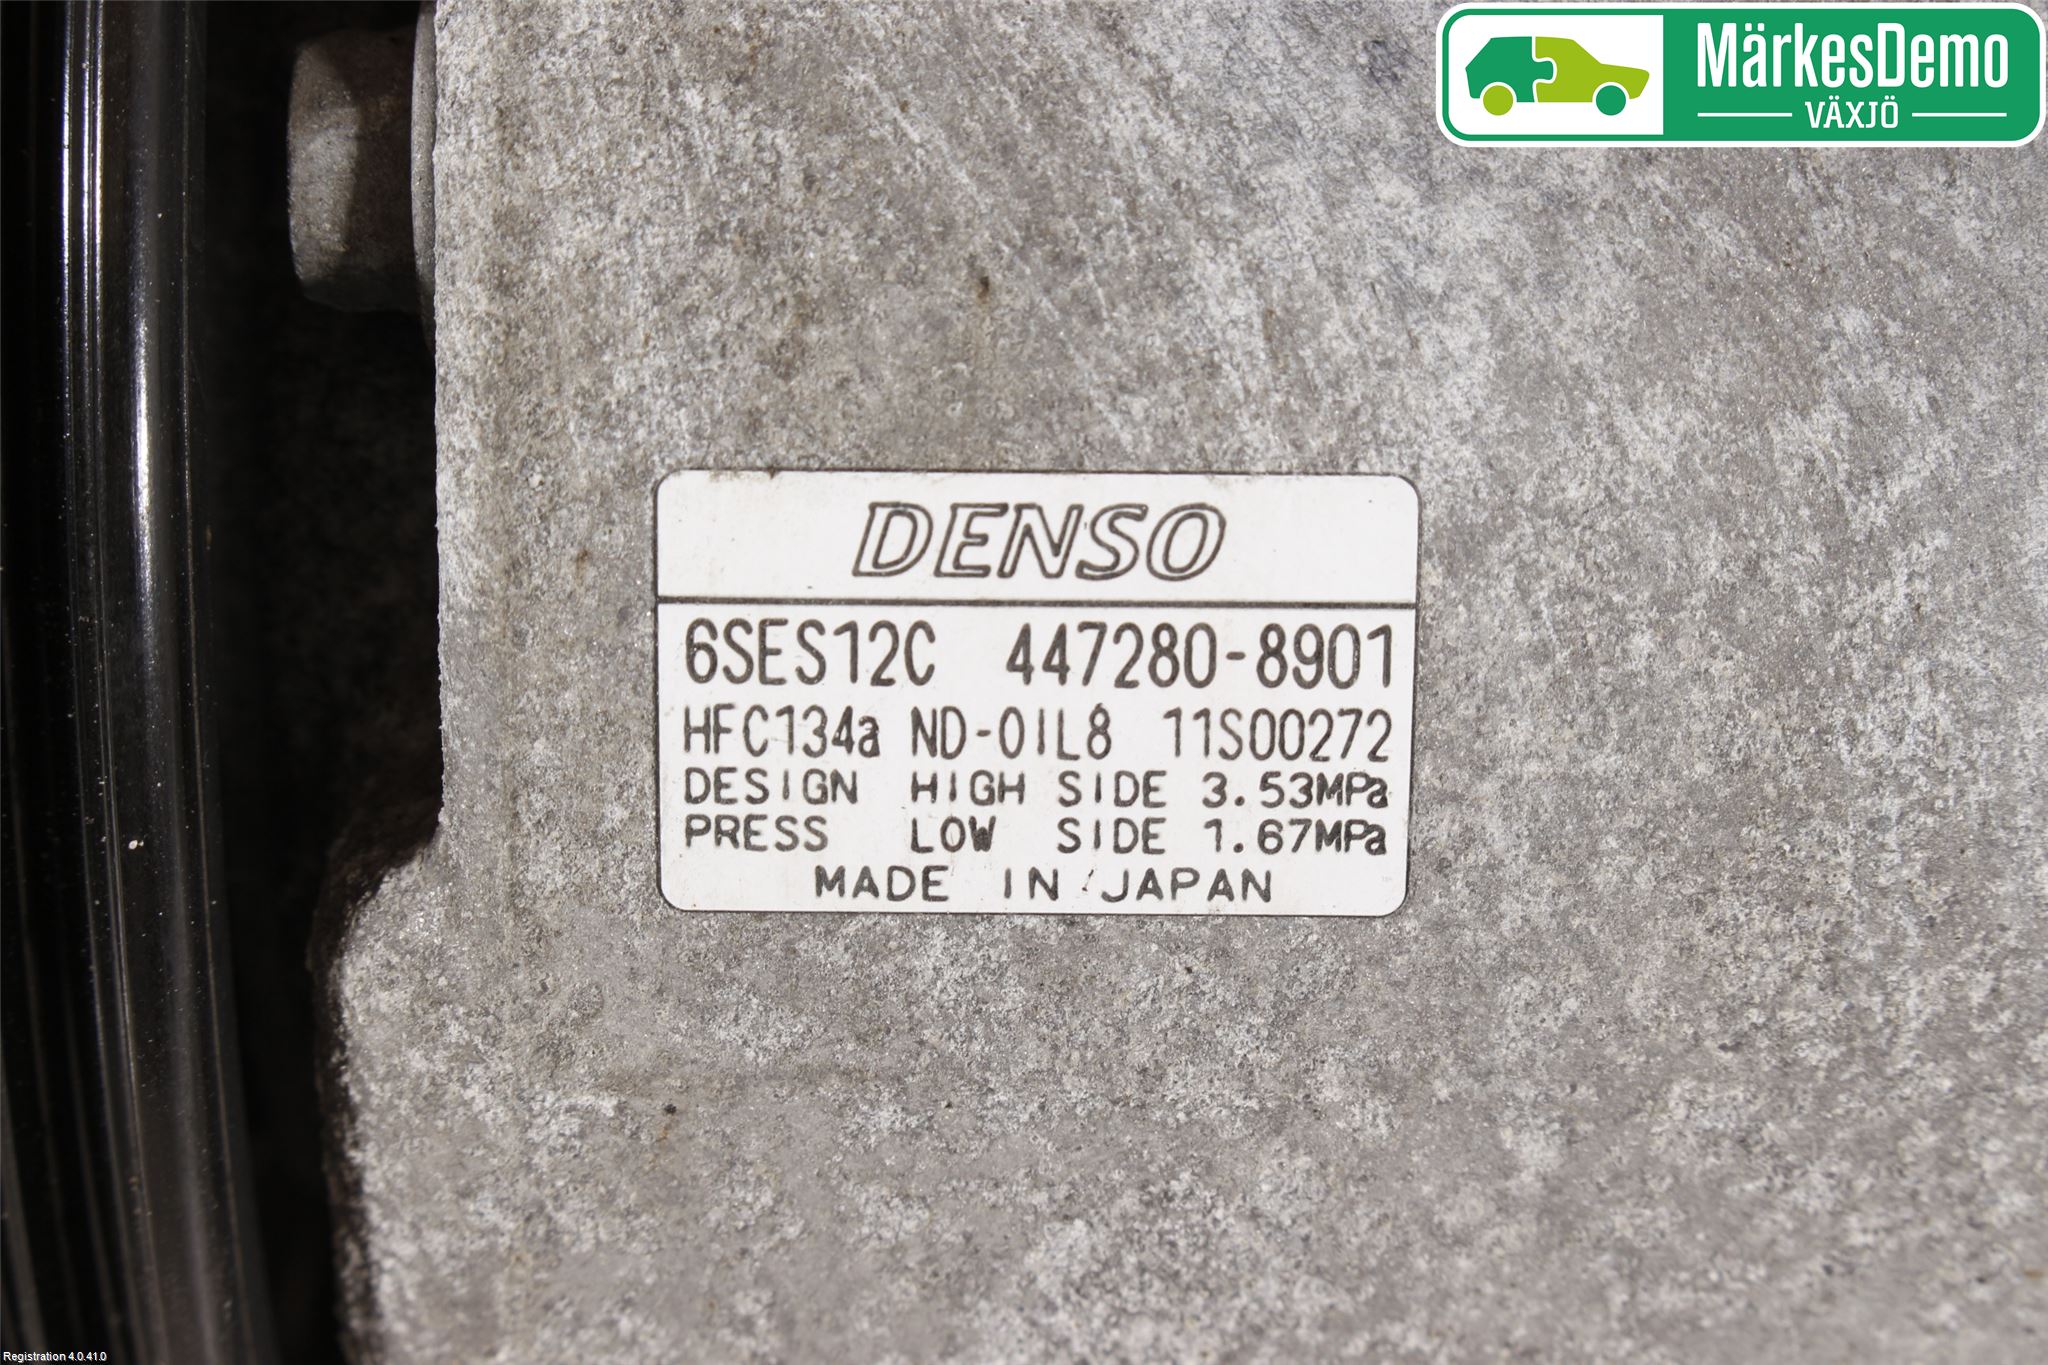 MärkesDemo
VÄXJÖ
DENSO
6SES12C 447280-8901
HFC134a ND-OIL8 11S00272
DESIGN HIGH SIDE 3.53MPa
PRESS LOW SIDE 1.67MPa
MADE IN JAPAN
Registration 4.0.41.0